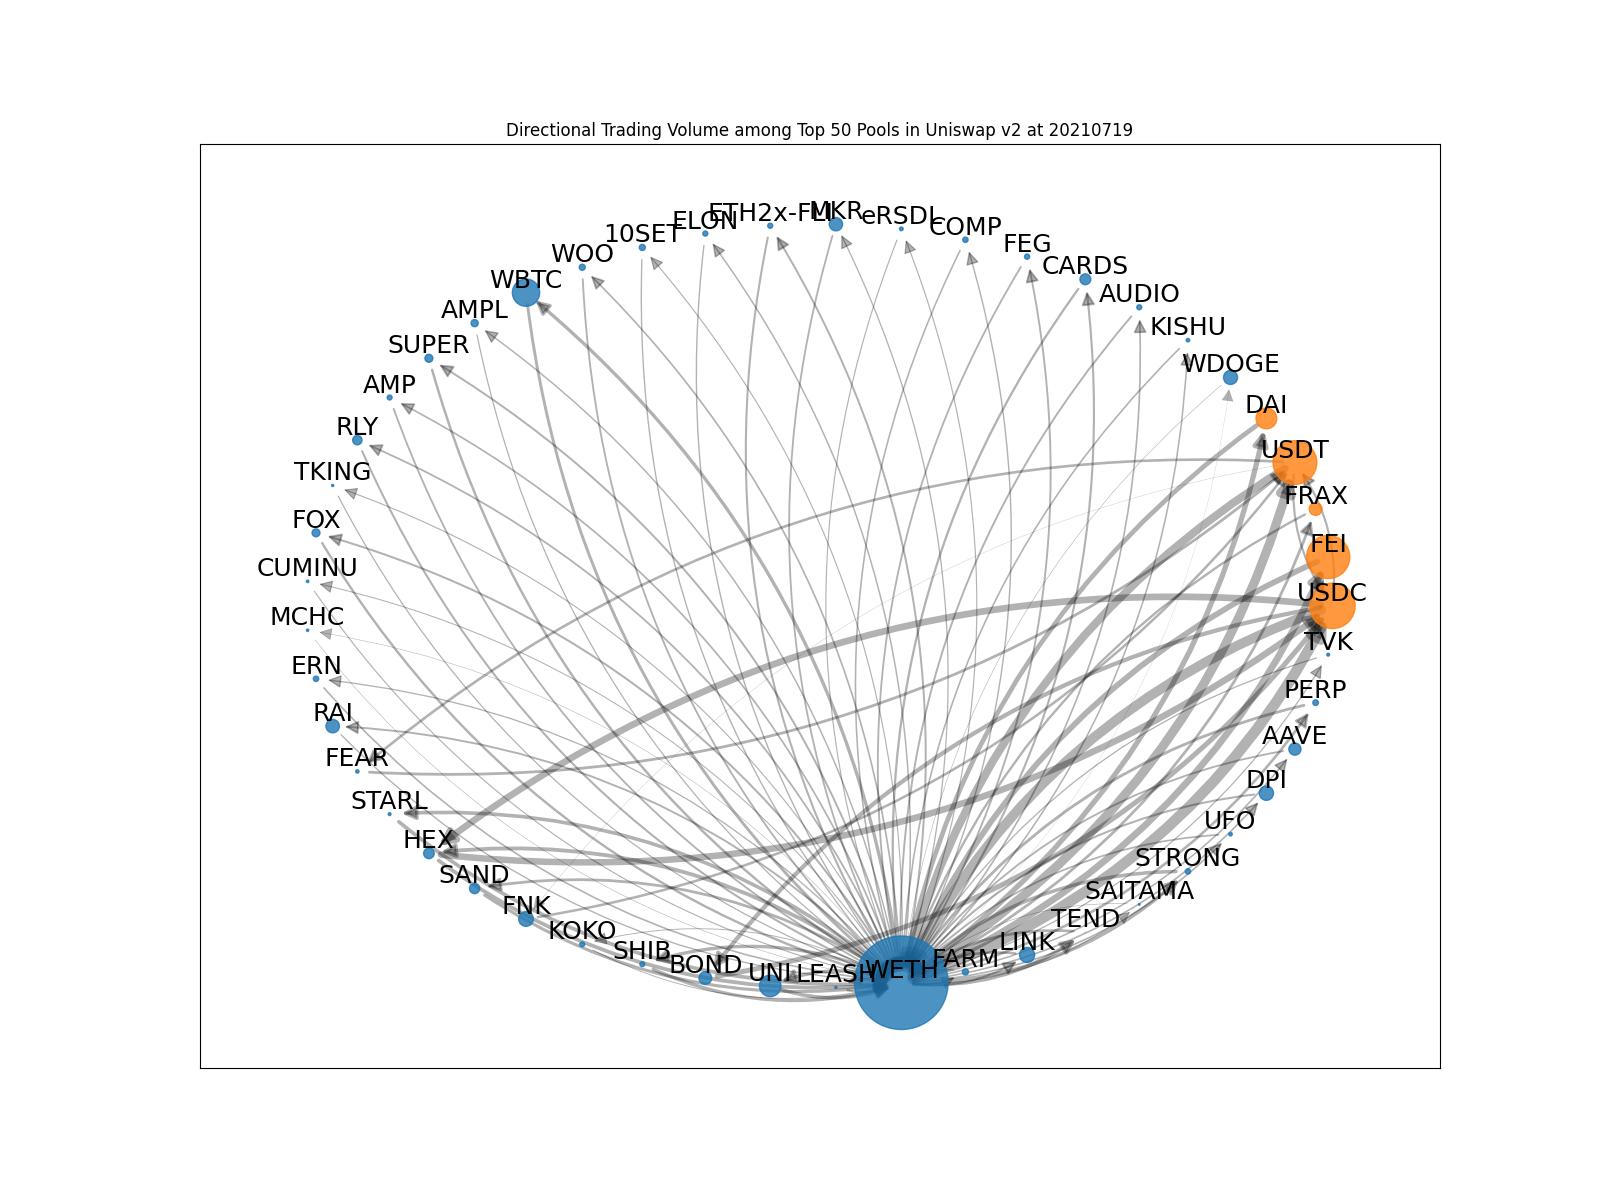 Directional Trading Volume among Top 50 Pools in Uniswap v2 at 20210719
ETH2x-FLI
MKR
eRSDL
ELON
COMP
10SET
FEG
WOO
CARDS
WBTC
AUDIO
AMPL
KISHU
SUPER
WDOGE
AMP
DAI
RLY
USDT
TKING
FRAX
FOX
FEI
CUMINU
USDC
MCHC
TVK
ERN
PERP
RAI
AAVE
FEAR
DPI
STARL
UFO
HEX
STRONG
SAND
SAITAMA
FNK
TEND
KOKO
LINK
SHIB
FARM
BOND
UNI
LEASH
WETH